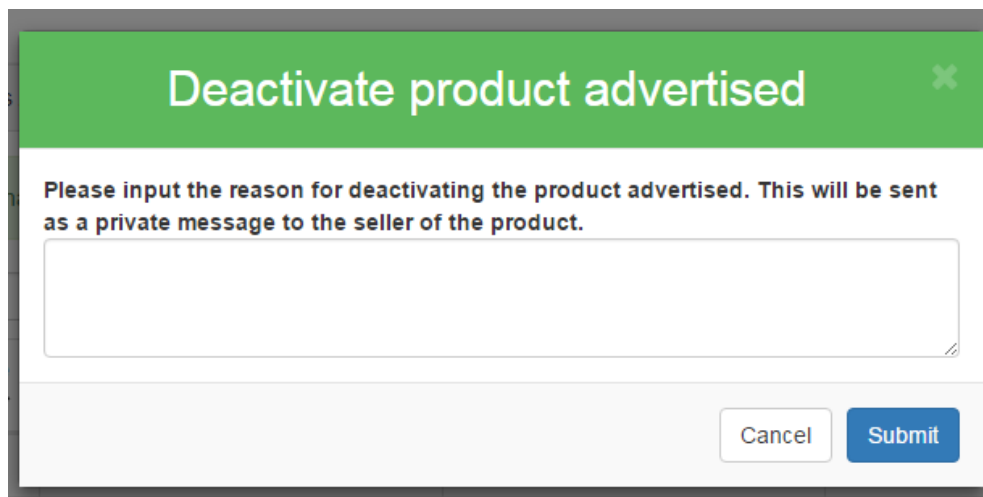 Deactivate product advertised
Please input the reason for deactivating the product advertised. This will be sent
as a private message to the seller of the product.
Cancel
Submit